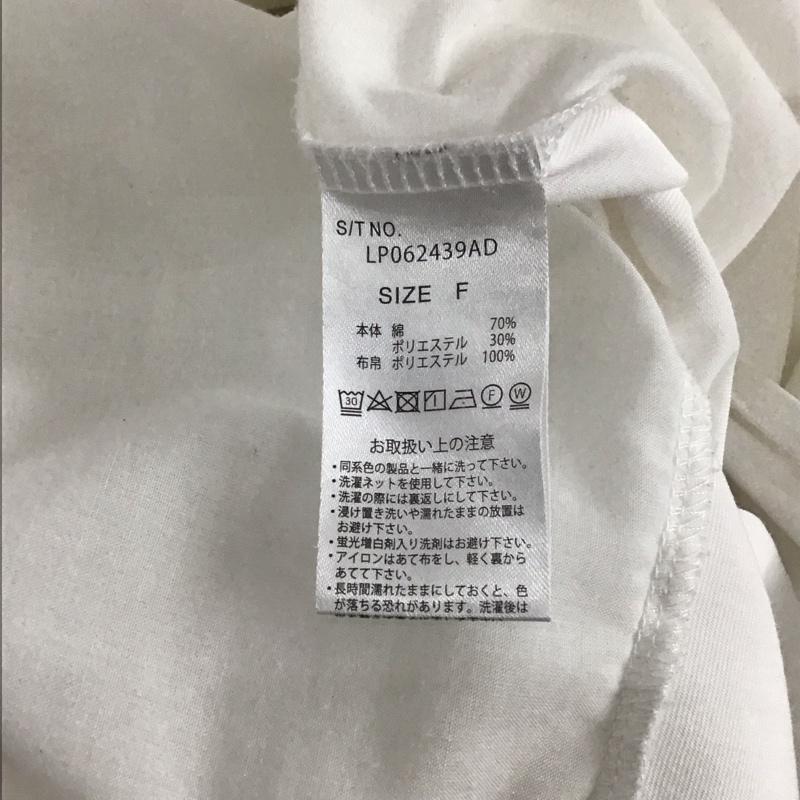 S/T NO.
LP062439AD
SIZE F
本体 綿 70%
ポリエステル 30%
布帛 ポリエステル 100%
30 F W
お取扱い上の注意
・同系色の製品と一緒に洗って下さい。
・洗濯ネットを使用して下さい。
・洗濯の際には裏返しにして下さい。
・浸け置き洗いや濡れたままの放置は
お避け下さい。
・蛍光増白剤入り洗剤はお避け下さい。
・アイロンはあて布をし、軽く裏から
あてて下さい。
・長時間濡れたままにしておくと、色
が落ちる恐れがあります。洗濯後は